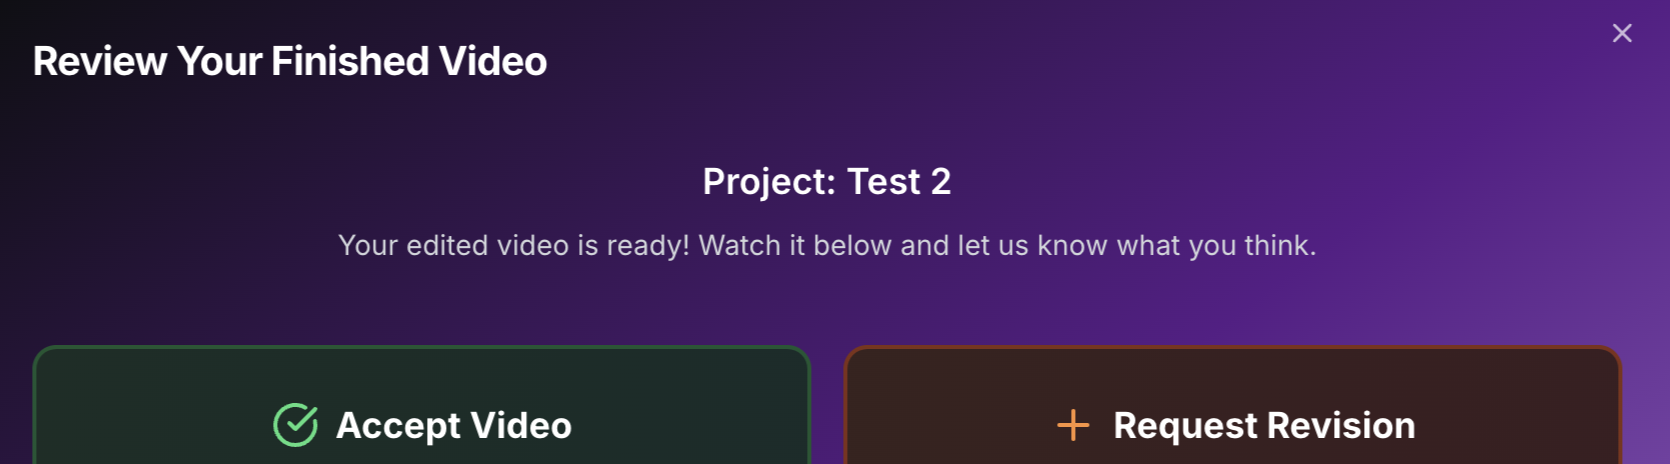 Review Your Finished Video
Project: Test 2
Your edited video is ready! Watch it below and let us know what you think.
Accept Video
Request Revision